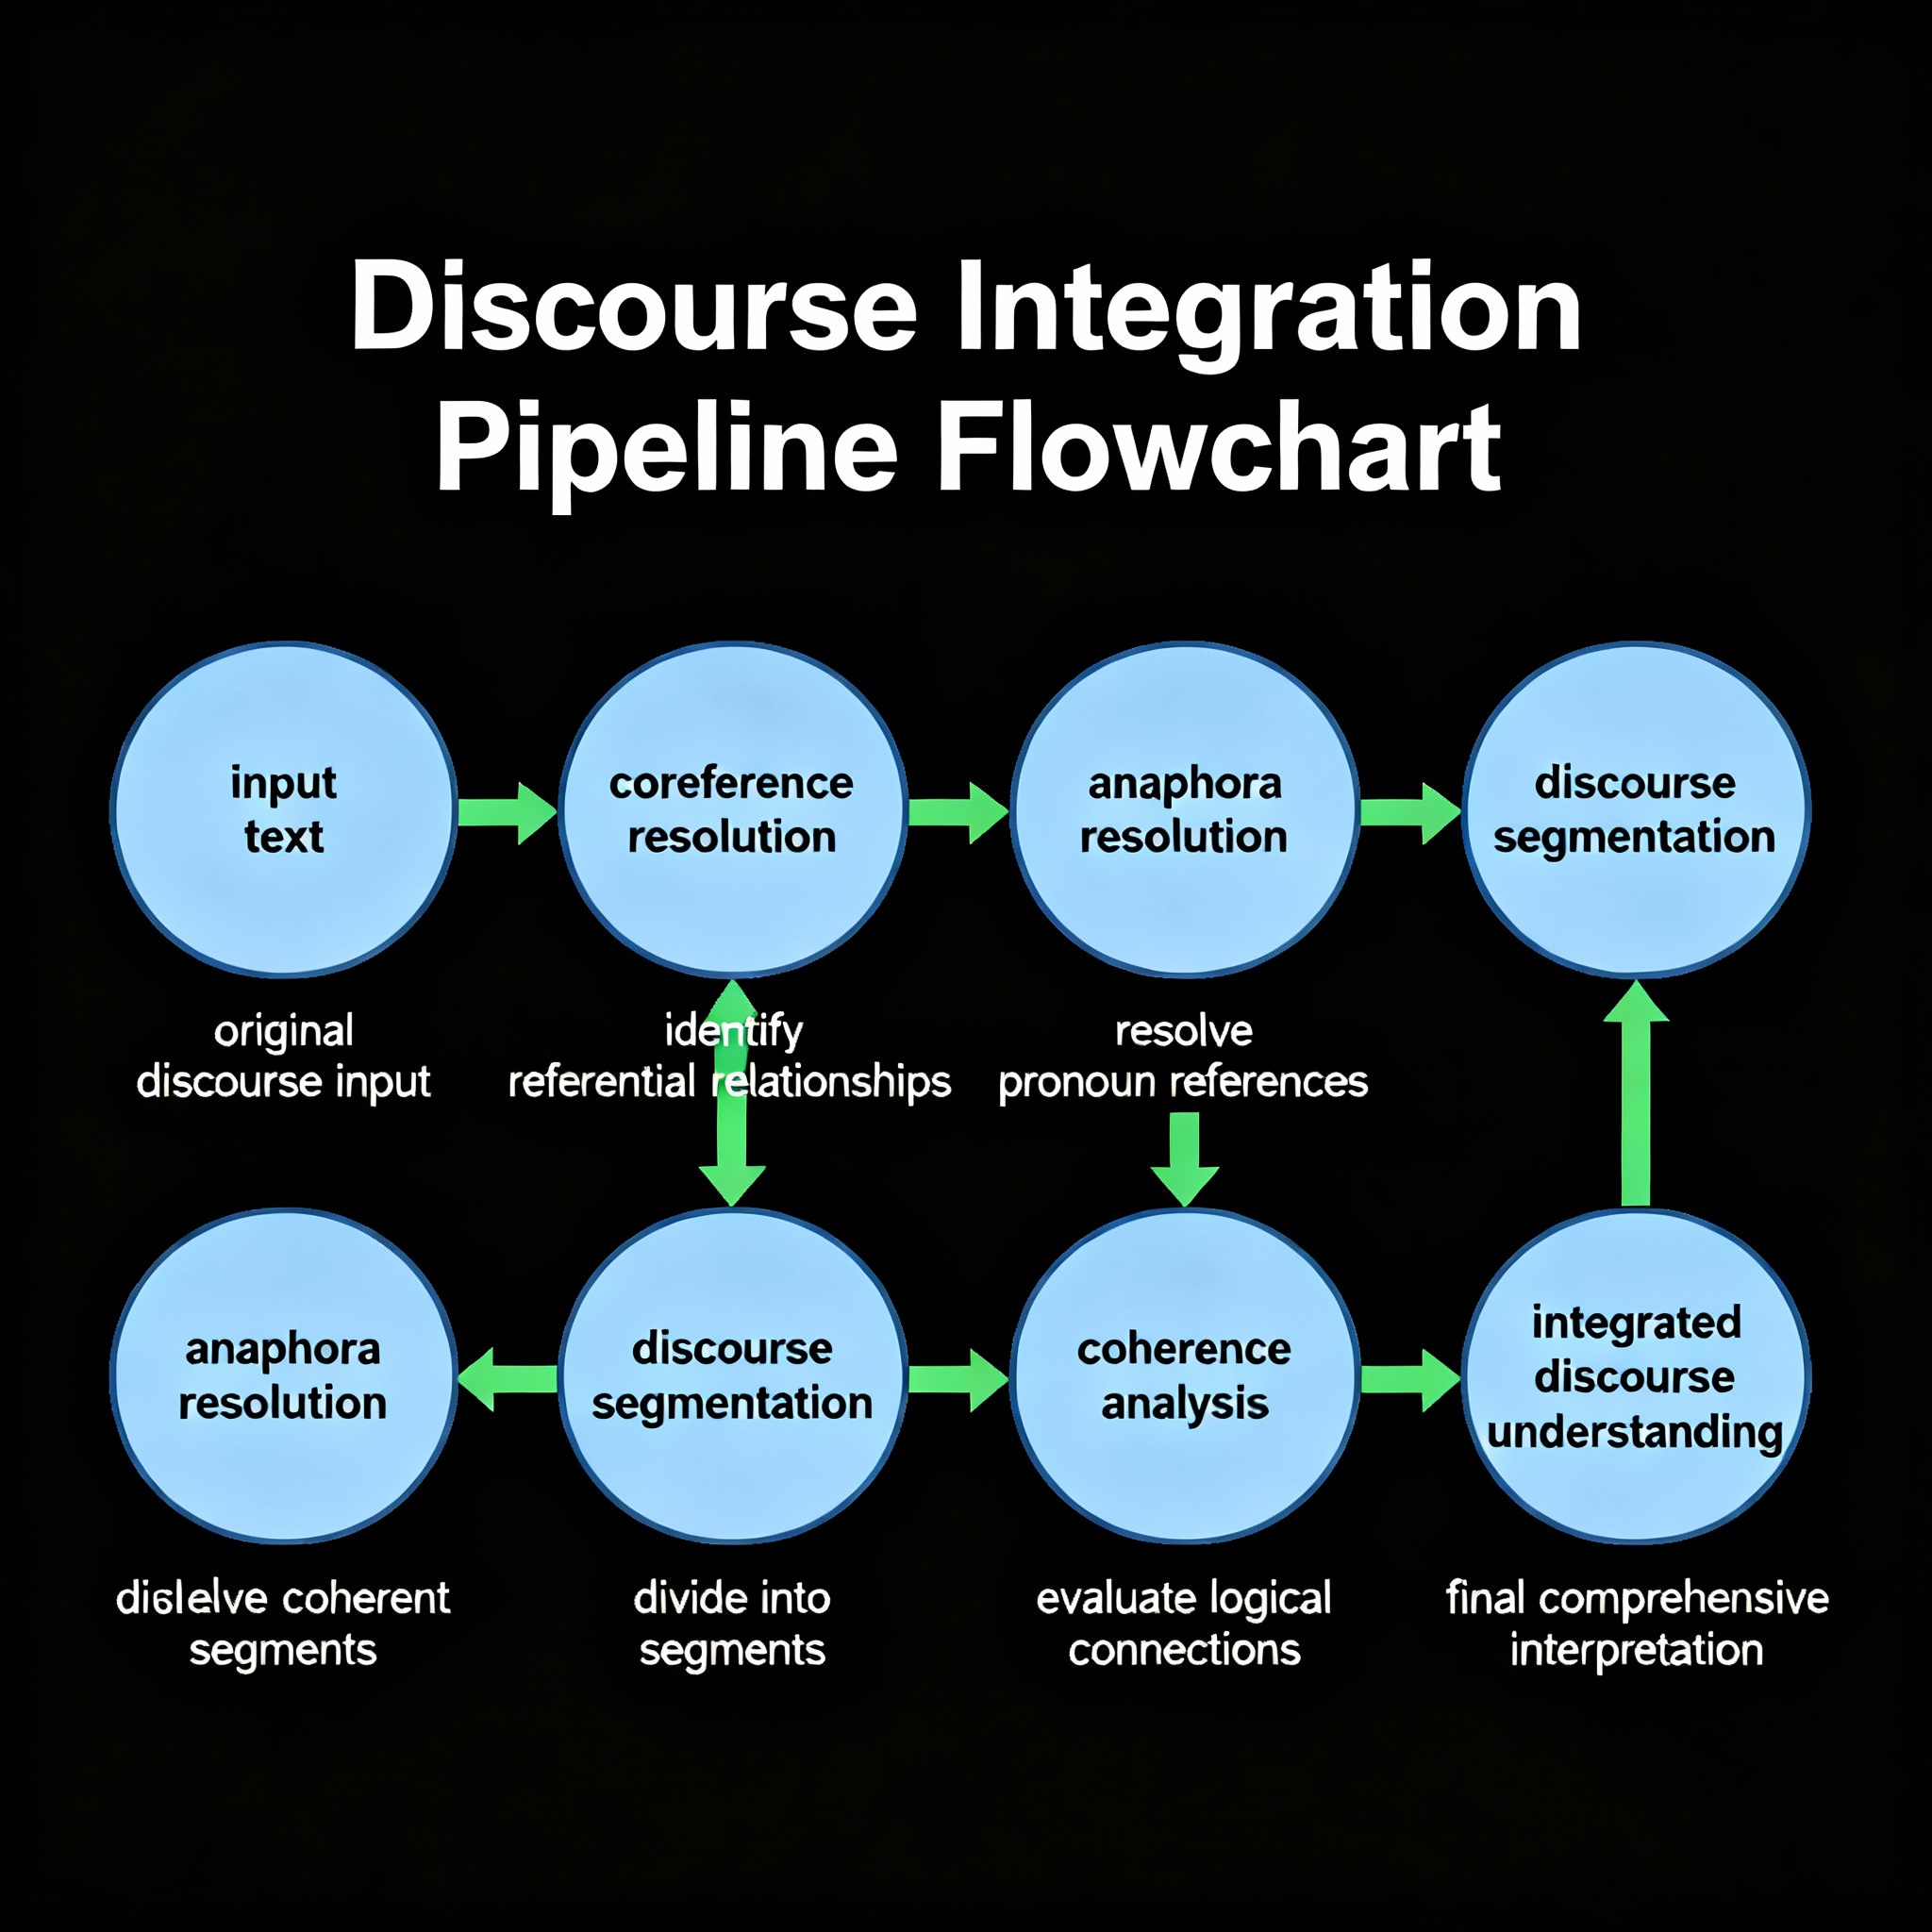 Discourse Integration
Pipeline Flowchart
input
text
coreference
resolution
anaphora
resolution
discourse
segmentation
original
discourse input
identify
referential relationships
resolve
pronoun references
anaphora
resolution
discourse
segmentation
coherence
analysis
integrated
discourse
understanding
coherent
segments
divide into
segments
evaluate logical
connections
final comprehensive
interpretation